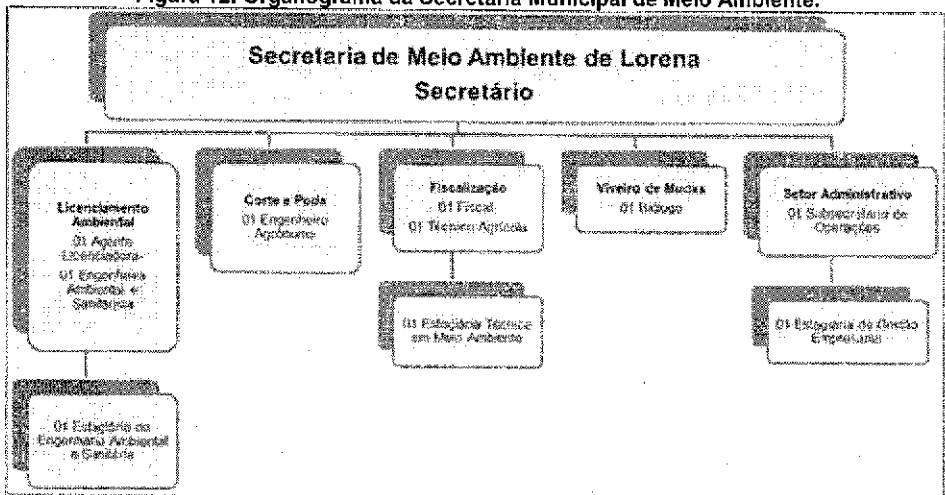 Figura 12. Organograma da Secretaria Municipal de Meio Ambiente.
Secretaria de Meio Ambiente de Lorena
Secretário
Licenciamento
Ambiental
01 Agente
Licenciadora
01 Engenheira
Ambiental e
Sanitarista
Corte e Poda
01 Engenheiro
Agrônomo
Fiscalização
01 Fiscal
01 Técnico Agrícola
Viveiro de Mudas
01 Biólogo
Setor Administrativo
01 Subsecretária de
Operações
01 Estagiária Técnica
em Meio Ambiente
01 Estagiária de Gestão
Empresarial
01 Estagiário de
Engenharia Ambiental
e Sanitária